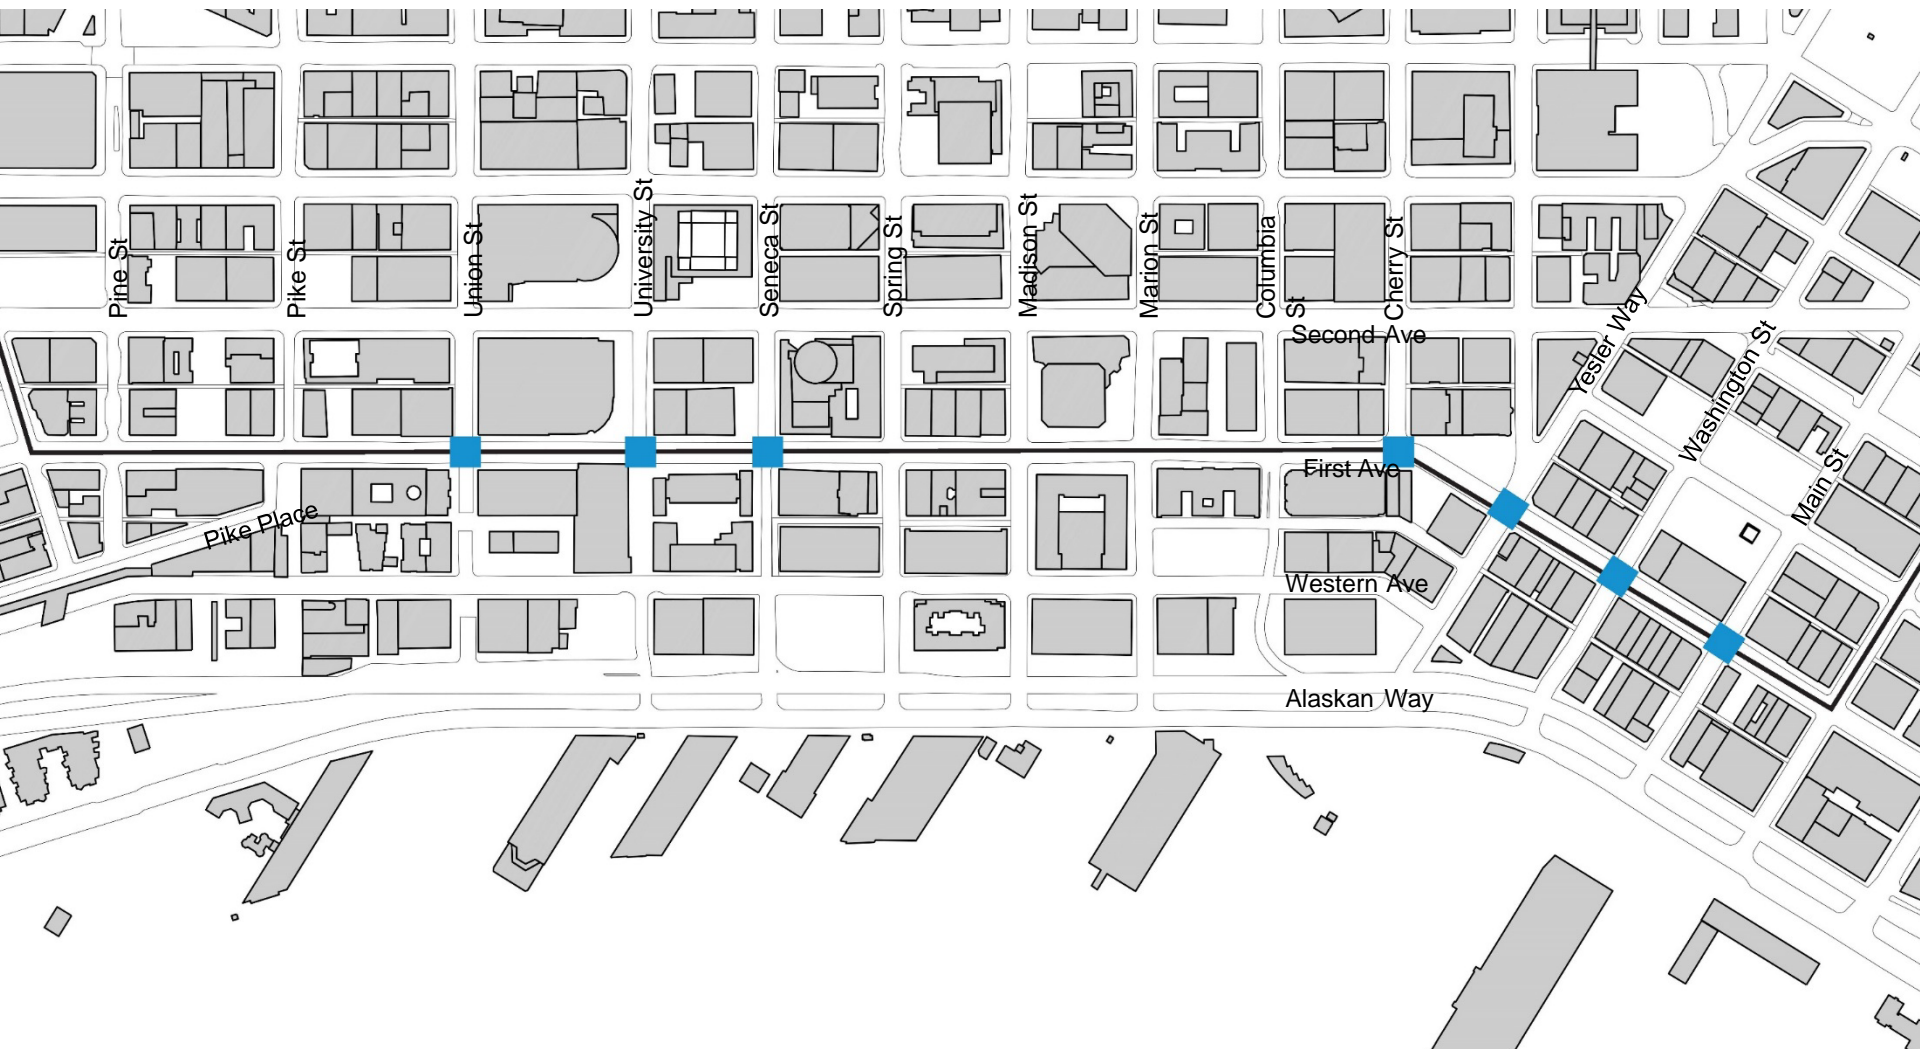 Pine St
Pike St
Union St
University St
Seneca St
Spring St
Madison St
Marion St
Columbia
St
Cherry St
Second Ave
Yesler Way
Washington St
Main St
First Ave
Pike Place
Western Ave
Alaskan Way